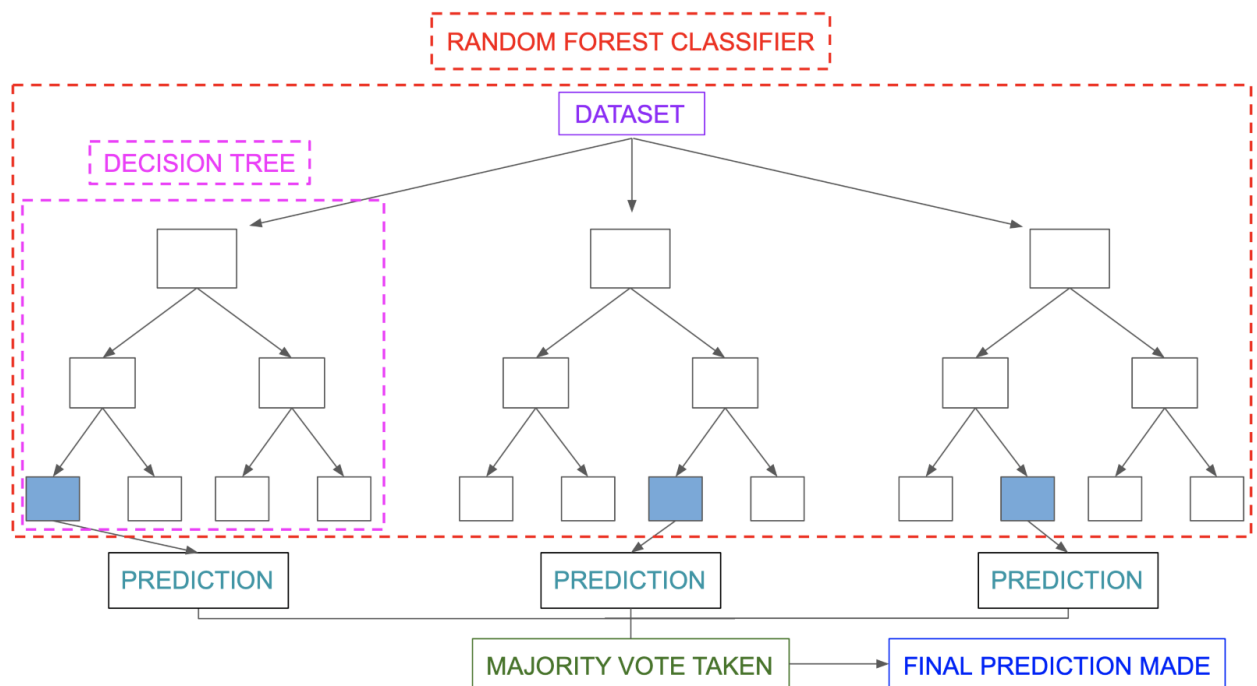 RANDOM FOREST CLASSIFIER
DATASET
DECISION TREE
PREDICTION
PREDICTION
PREDICTION
MAJORITY VOTE TAKEN
FINAL PREDICTION MADE